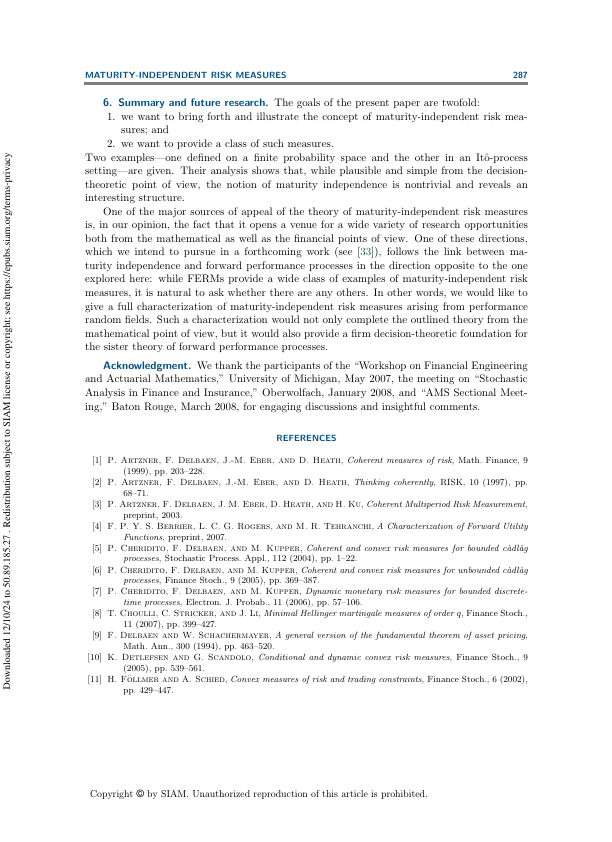 MATURITY-INDEPENDENT RISK MEASURES 287
6. Summary and future research. The goals of the present paper are twofold:
1. we want to bring forth and illustrate the concept of maturity-independent risk mea-
sures; and
2. we want to provide a class of such measures.
Two examples—one defined on a finite probability space and the other in an Itô-process
setting—are given. Their analysis shows that, while plausible and simple from the decision-
theoretic point of view, the notion of maturity independence is nontrivial and reveals an
interesting structure.
One of the major sources of appeal of the theory of maturity-independent risk measures
is, in our opinion, the fact that it opens a venue for a wide variety of research opportunities
both from the mathematical as well as the financial points of view. One of these directions,
which we intend to pursue in a forthcoming work (see [33]), follows the link between ma-
turity independence and forward performance processes in the direction opposite to the one
explored here: while FERMs provide a wide class of examples of maturity-independent risk
measures, it is natural to ask whether there are any others. In other words, we would like to
give a full characterization of maturity-independent risk measures arising from performance
random fields. Such a characterization would not only complete the outlined theory from the
mathematical point of view, but it would also provide a firm decision-theoretic foundation for
the sister theory of forward performance processes.
Acknowledgment. We thank the participants of the “Workshop on Financial Engineering
and Actuarial Mathematics,” University of Michigan, May 2007, the meeting on “Stochastic
Analysis in Finance and Insurance,” Oberwolfach, January 2008, and “AMS Sectional Meet-
ing,” Baton Rouge, March 2008, for engaging discussions and insightful comments.
REFERENCES
[1] P. Artzner, F. Delbaen, J.-M. Eber, and D. Heath, Coherent measures of risk, Math. Finance, 9
(1999), pp. 203–228.
[2] P. Artzner, F. Delbaen, J.-M. Eber, and D. Heath, Thinking coherently, RISK, 10 (1997), pp.
68–71.
[3] P. Artzner, F. Delbaen, J. M. Eber, D. Heath, and H. Ku, Coherent Multiperiod Risk Measurement,
preprint, 2003.
[4] F. P. Y. S. Berrier, L. C. G. Rogers, and M. R. Tehranchi, A Characterization of Forward Utility
Functions, preprint, 2007.
[5] P. Cheridito, F. Delbaen, and M. Kupper, Coherent and convex risk measures for bounded càdlàg
processes, Stochastic Process. Appl., 112 (2004), pp. 1–22.
[6] P. Cheridito, F. Delbaen, and M. Kupper, Coherent and convex risk measures for unbounded càdlàg
processes, Finance Stoch., 9 (2005), pp. 369–387.
[7] P. Cheridito, F. Delbaen, and M. Kupper, Dynamic monetary risk measures for bounded discrete-
time processes, Electron. J. Probab., 11 (2006), pp. 57–106.
[8] T. Choulli, C. Stricker, and J. Li, Minimal Hellinger martingale measures of order q, Finance Stoch.,
11 (2007), pp. 399–427.
[9] F. Delbaen and W. Schachermayer, A general version of the fundamental theorem of asset pricing,
Math. Ann., 300 (1994), pp. 463–520.
[10] K. Detlefsen and G. Scandolo, Conditional and dynamic convex risk measures, Finance Stoch., 9
(2005), pp. 539–561.
[11] H. Föllmer and A. Schied, Convex measures of risk and trading constraints, Finance Stoch., 6 (2002),
pp. 429–447.
Copyright © by SIAM. Unauthorized reproduction of this article is prohibited.
Downloaded 12/10/24 to 50.89.185.27 . Redistribution subject to SIAM license or copyright; see https://epubs.siam.org/terms-privacy